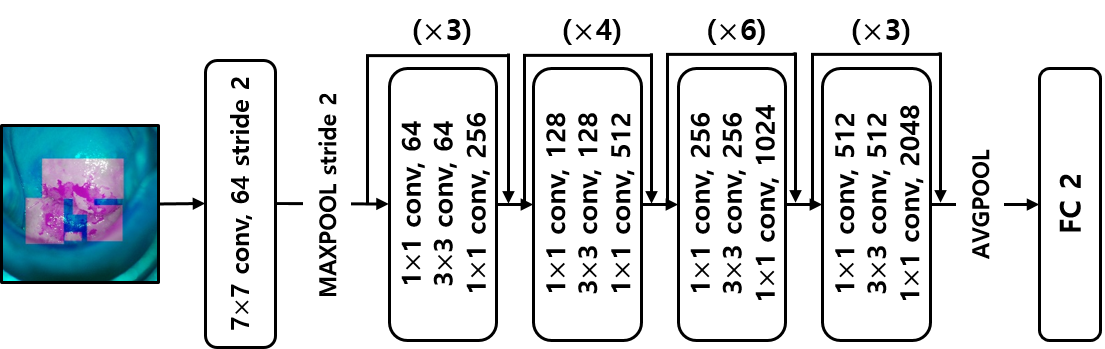 (×3)
(×4)
(×6)
(×3)
7×7 conv, 64 stride 2
MAXPOOL stride 2
1×1 conv, 64
3×3 conv, 64
1×1 conv, 256
1×1 conv, 128
3×3 conv, 128
1×1 conv, 512
1×1 conv, 256
3×3 conv, 256
1×1 conv, 1024
1×1 conv, 512
3×3 conv, 512
1×1 conv, 2048
AVGPOOL
FC 2